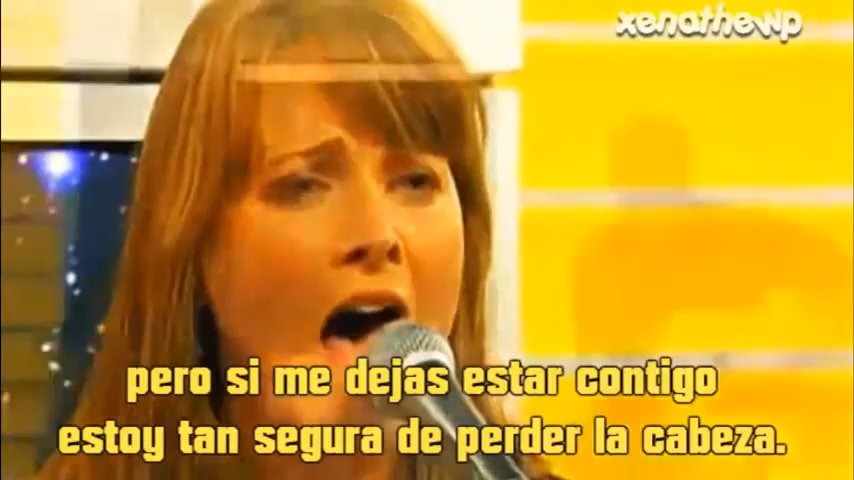 xenathewp
pero si me dejas estar contigo
estoy tan segura de perder la cabeza.